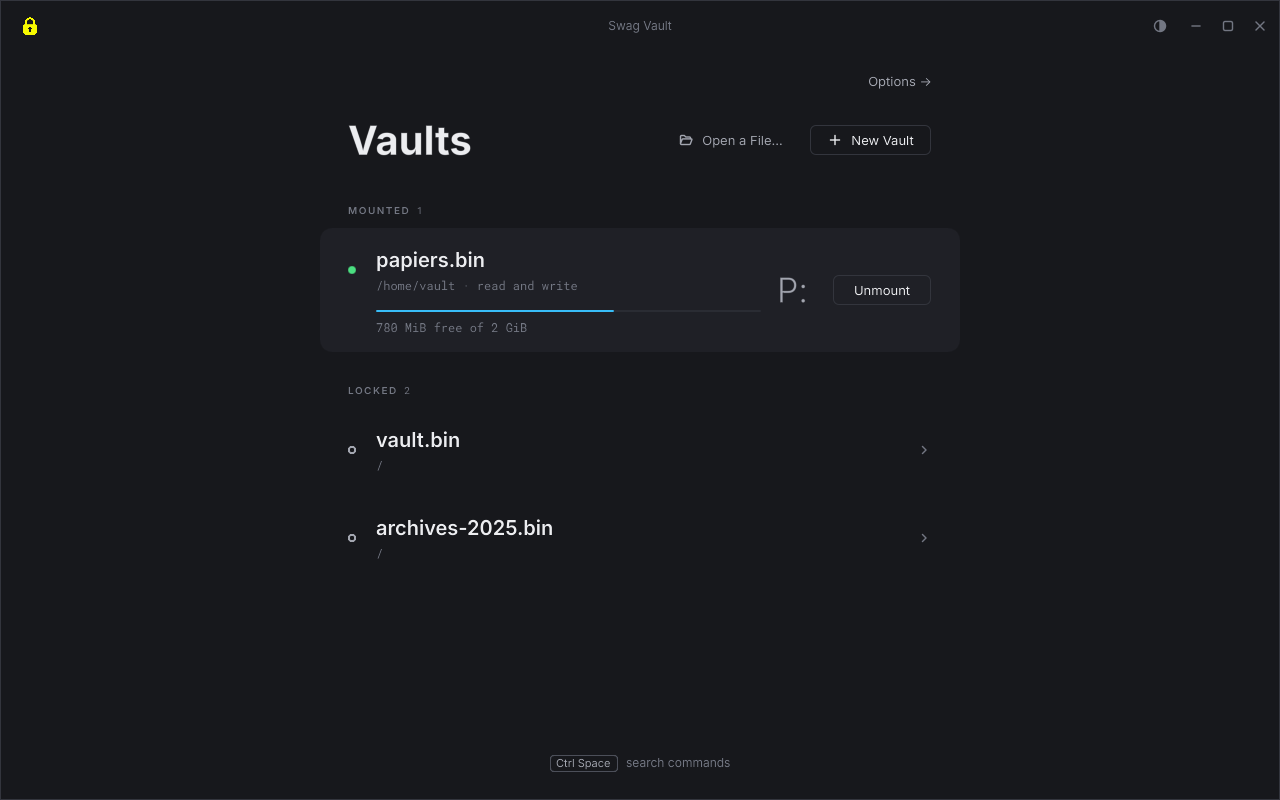 Swag Vault
Options →
Vaults
Open a File...
New Vault
MOUNTED 1
papiers.bin
/home/vault · read and write
780 MiB free of 2 GiB
P:
Unmount
LOCKED 2
vault.bin
/
archives-2025.bin
/
Ctrl Space search commands